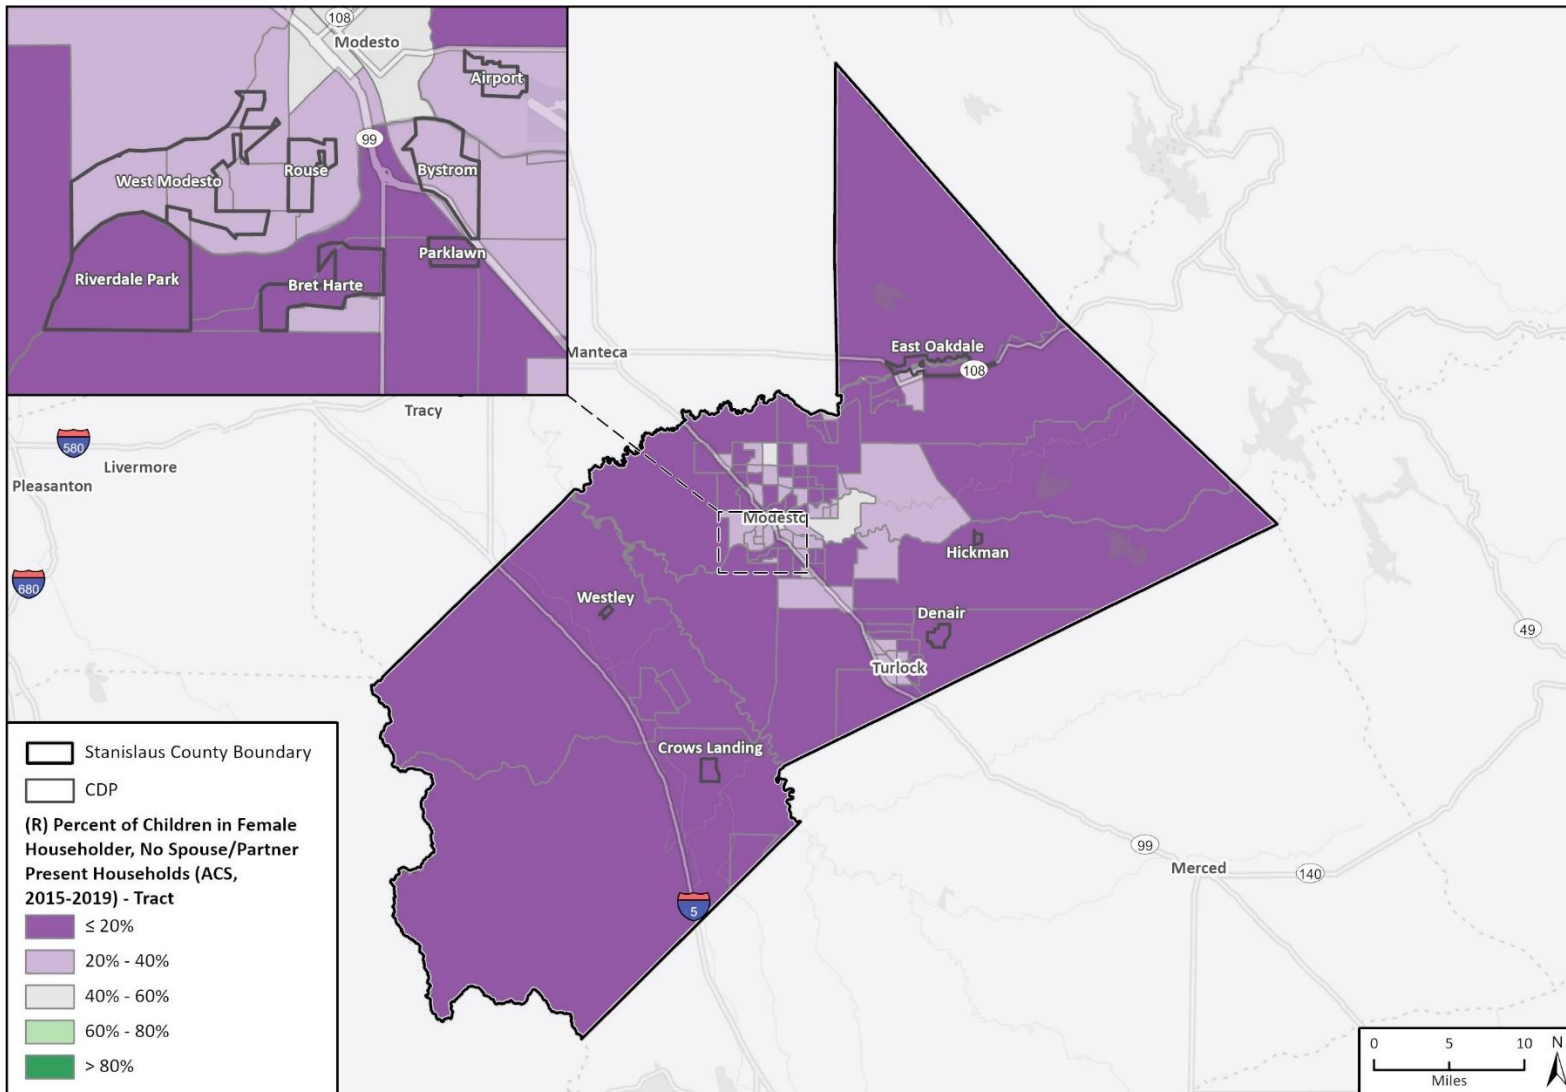 108
Modesto
Airport
99
West Modesto
Rouse
Bystrom
Parklawn
Riverdale Park
Bret Harte
Manteca
East Oakdale
108
Tracy
580
Livermore
Pleasanton
Modesto
Hickman
680
Westley
Denair
49
Turlock
Crows Landing
99
Merced
140
5
Stanislaus County Boundary
CDP
(R) Percent of Children in Female
Householder, No Spouse/Partner
Present Households (ACS,
2015-2019) - Tract
≤ 20%
20% - 40%
40% - 60%
60% - 80%
> 80%
0 5 10
Miles
N